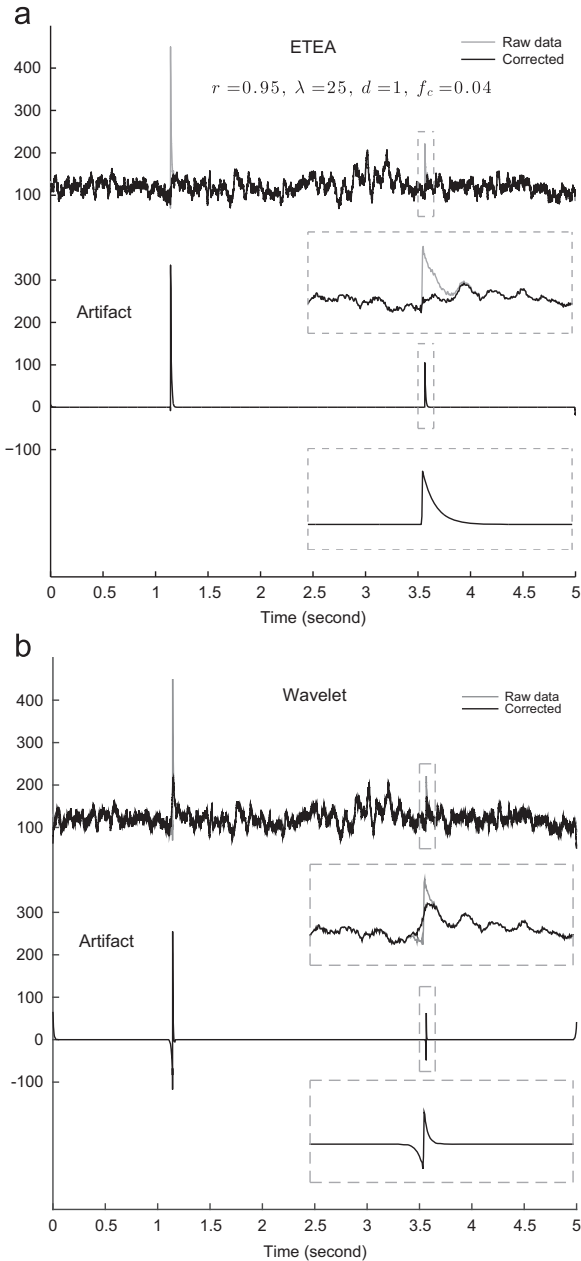 a
ETEA
Raw data
Corrected
r =0.95, λ =25, d =1, f_c =0.04
400
300
200
100
300
Artifact
200
100
0
−100
0 0.5 1 1.5 2 2.5 3 3.5 4 4.5 5
Time (second)
b
Wavelet
Raw data
Corrected
400
300
200
100
300
Artifact
200
100
0
-100
0 0.5 1 1.5 2 2.5 3 3.5 4 4.5 5
Time (second)